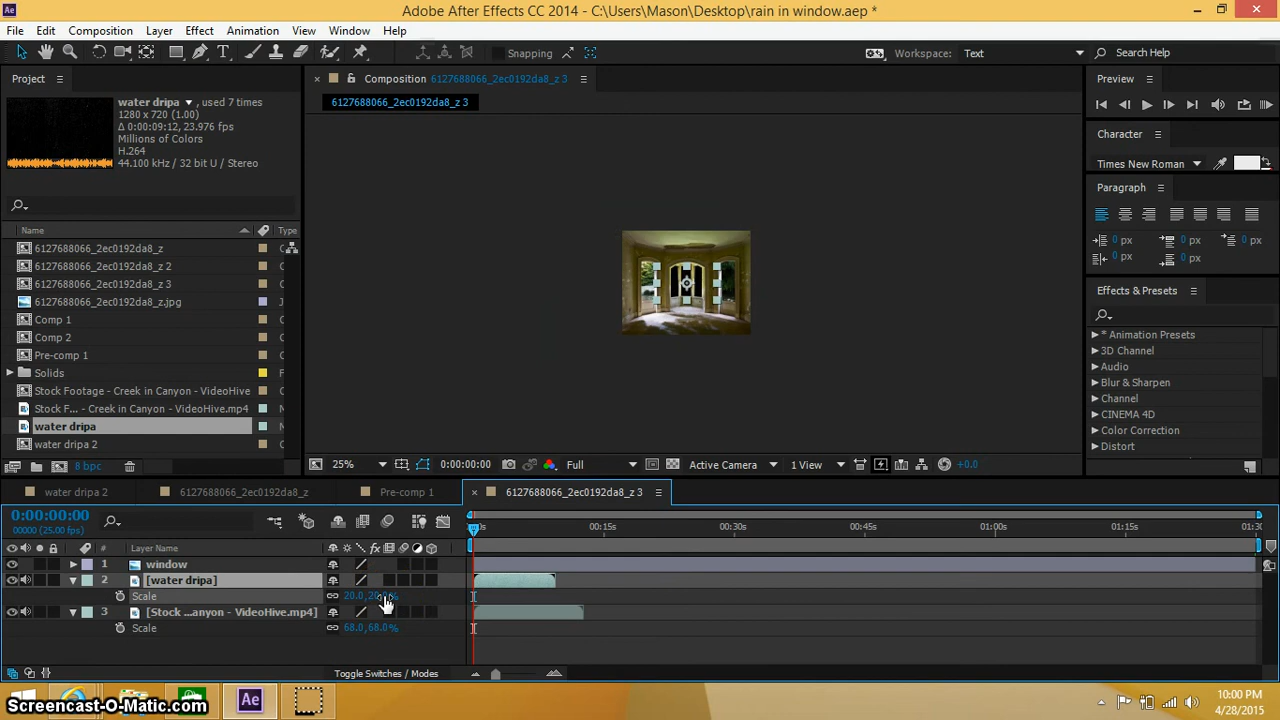 Adobe After Effects CC 2014 - C:\Users\Mason\Desktop\rain in window.aep *
File Edit Composition Layer Effect Animation View Window Help
Snapping
Workspace: Text
Search Help
Project
water dripa ▼, used 7 times
1280 x 720 (1.00)
Δ 0:00:09:12, 23.976 fps
Millions of Colors
H.264
44.100 kHz / 32 bit U / Stereo
Name Type
6127688066_2ec0192da8_z
6127688066_2ec0192da8_z 2
6127688066_2ec0192da8_z 3
6127688066_2ec0192da8_z.jpg
Comp 1
Comp 2
Pre-comp 1
Solids
Stock Footage - Creek in Canyon - VideoHive
Stock F... - Creek in Canyon - VideoHive.mp4
water dripa
water dripa 2
8 bpc
Composition 6127688066_2ec0192da8_z 3
6127688066_2ec0192da8_z 3
25% 0:00:00:00 Full Active Camera 1 View +0.0
Preview
Character
Times New Roman
Paragraph
0 px 0 px 0 px
0 px 0 px
Effects & Presets
* Animation Presets
3D Channel
Audio
Blur & Sharpen
Channel
CINEMA 4D
Color Correction
Distort
water dripa 2
6127688066_2ec0192da8_z
Pre-comp 1
6127688066_2ec0192da8_z 3
0:00:00:00
00000 (25.00 fps)
# Layer Name
1 window
2 [water dripa]
Scale 20.0,20.0%
3 [Stock ...anyon - VideoHive.mp4]
Scale 68.0,68.0%
00:15s 00:30s 00:45s 01:00s 01:15s 01:30
Toggle Switches / Modes
Screencast-O-Matic.com
Ae
10:00 PM
4/28/2015